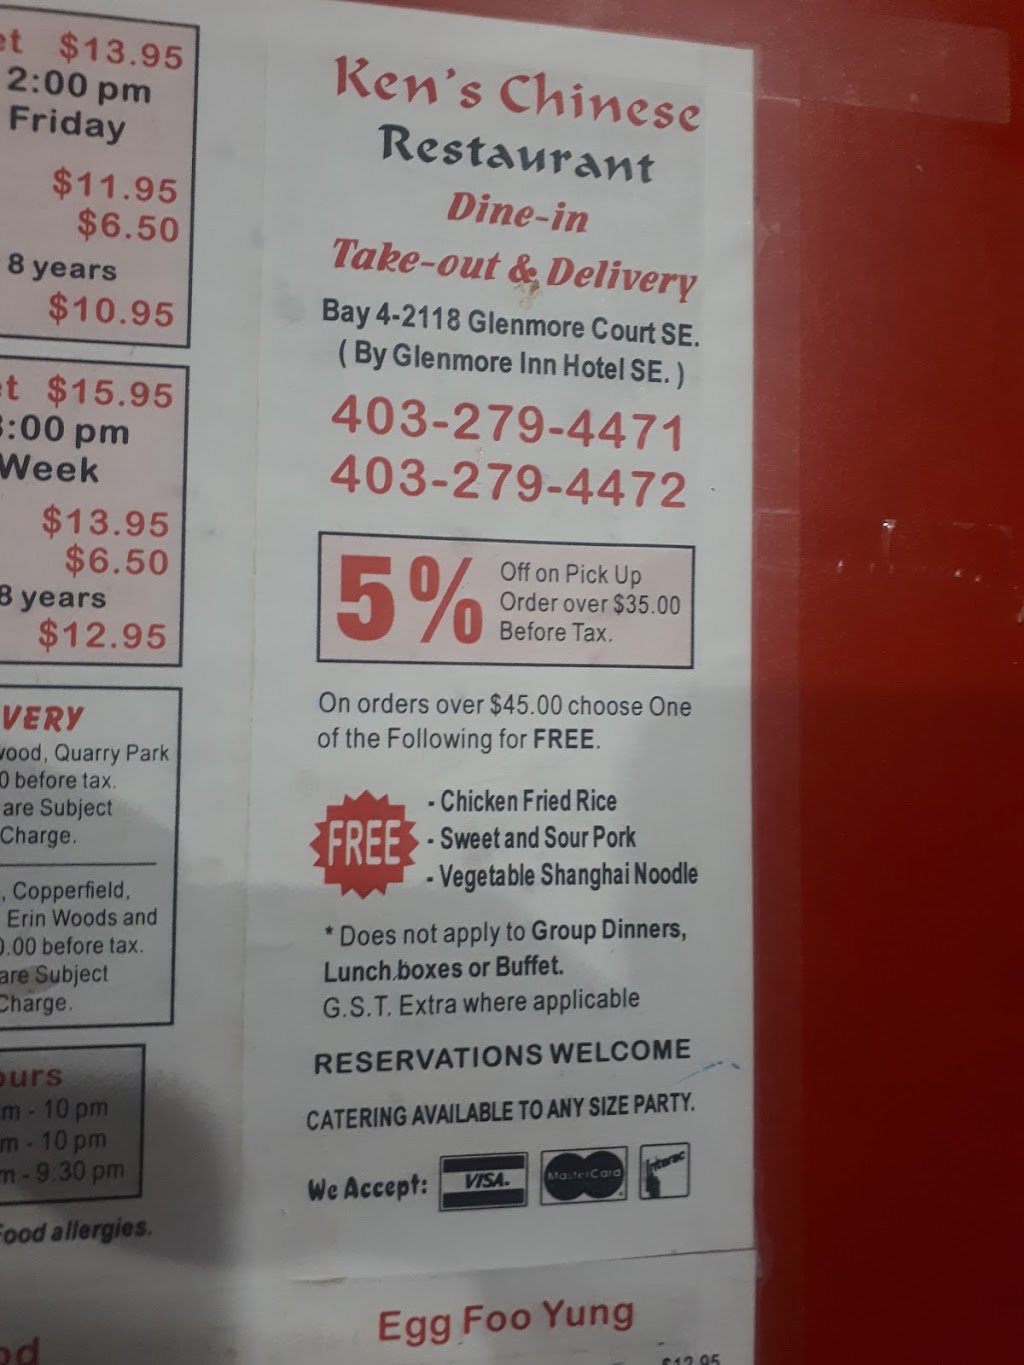 et $13.95
2:00 pm
Friday
$11.95
$6.50
8 years
$10.95
$15.95
:00 pm
Week
$13.95
$6.50
8 years
$12.95
VERY
ood, Quarry Park
0 before tax.
are Subject
Charge.
, Copperfield,
Erin Woods and
0.00 before tax.
are Subject
Charge.
ours
m - 10 pm
m - 10 pm
m - 9:30 pm
Food allergies.
od
Ken's Chinese
Restaurant
Dine-in
Take-out & Delivery
Bay 4-2118 Glenmore Court SE.
( By Glenmore Inn Hotel SE. )
403-279-4471
403-279-4472
5%
Off on Pick Up
Order over $35.00
Before Tax.
On orders over $45.00 choose One
of the Following for FREE.
FREE
- Chicken Fried Rice
- Sweet and Sour Pork
- Vegetable Shanghai Noodle
* Does not apply to Group Dinners,
Lunch boxes or Buffet.
G.S.T. Extra where applicable
RESERVATIONS WELCOME
CATERING AVAILABLE TO ANY SIZE PARTY.
We Accept: VISA. MasterCard Interac
Egg Foo Yung
$12.95